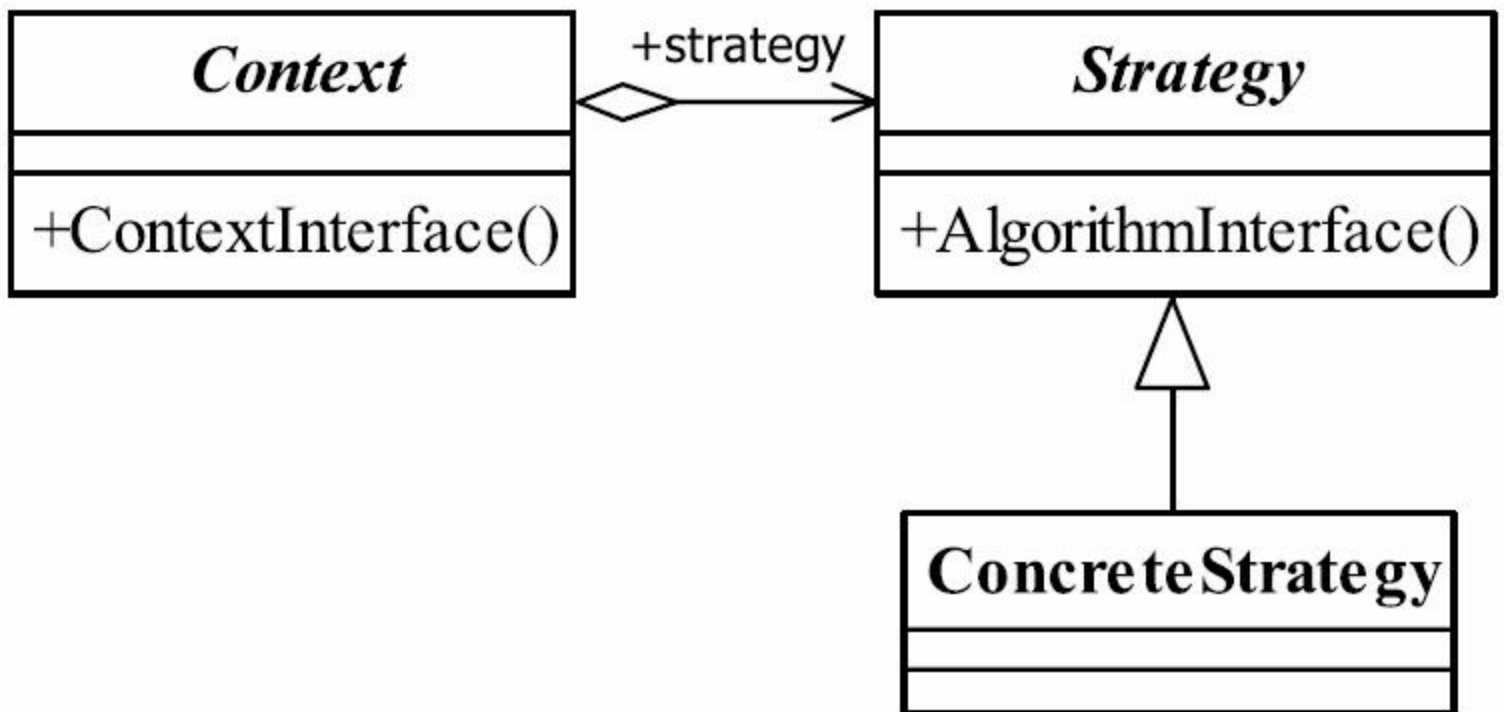 Context
+strategy
Strategy
+ContextInterface()
+AlgorithmInterface()
ConcreteStrategy